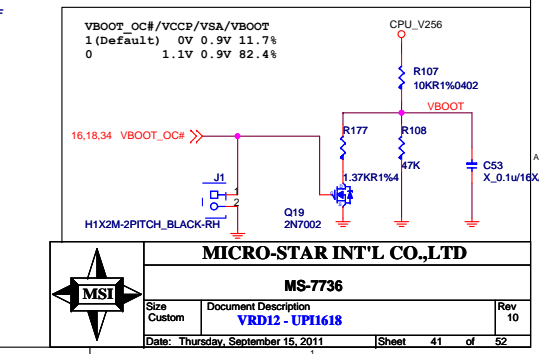 F
VBOOT_OC#/VCCP/VSA/VBOOT
1(Default) 0V 0.9V 11.7%
0 1.1V 0.9V 82.4%
CPU_V256
R107
10KR1%0402
VBOOT
16,18,34 VBOOT_OC#
R177
R108
A
J1
1
2
1.37KR1%4
47K
C53
X_0.1u/16X
H1X2M-2PITCH_BLACK-RH
Q19
2N7002
MSI
MICRO-STAR INT'L CO.,LTD
MS-7736
Size
Custom
Document Description
VRD12 - UPI1618
Rev
10
Date: Thursday, September 15, 2011
Sheet 41 of 52
1